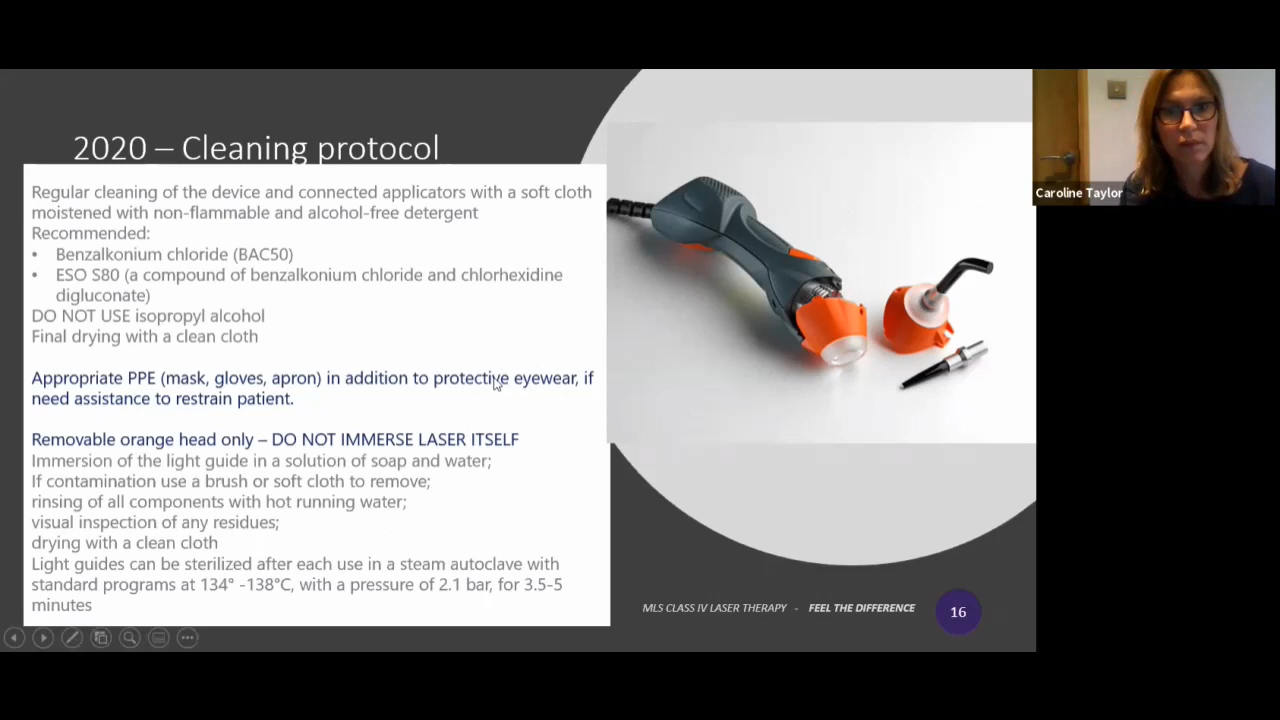 2020 – Cleaning protocol
Regular cleaning of the device and connected applicators with a soft cloth
moistened with non-flammable and alcohol-free detergent
Recommended:
• Benzalkonium chloride (BAC50)
• ESO S80 (a compound of benzalkonium chloride and chlorhexidine
digluconate)
DO NOT USE isopropyl alcohol
Final drying with a clean cloth
Appropriate PPE (mask, gloves, apron) in addition to protective eyewear, if
need assistance to restrain patient.
Removable orange head only – DO NOT IMMERSE LASER ITSELF
Immersion of the light guide in a solution of soap and water;
If contamination use a brush or soft cloth to remove;
rinsing of all components with hot running water;
visual inspection of any residues;
drying with a clean cloth
Light guides can be sterilized after each use in a steam autoclave with
standard programs at 134° -138°C, with a pressure of 2.1 bar, for 3.5-5
minutes
MLS CLASS IV LASER THERAPY - FEEL THE DIFFERENCE
16
Caroline Taylor